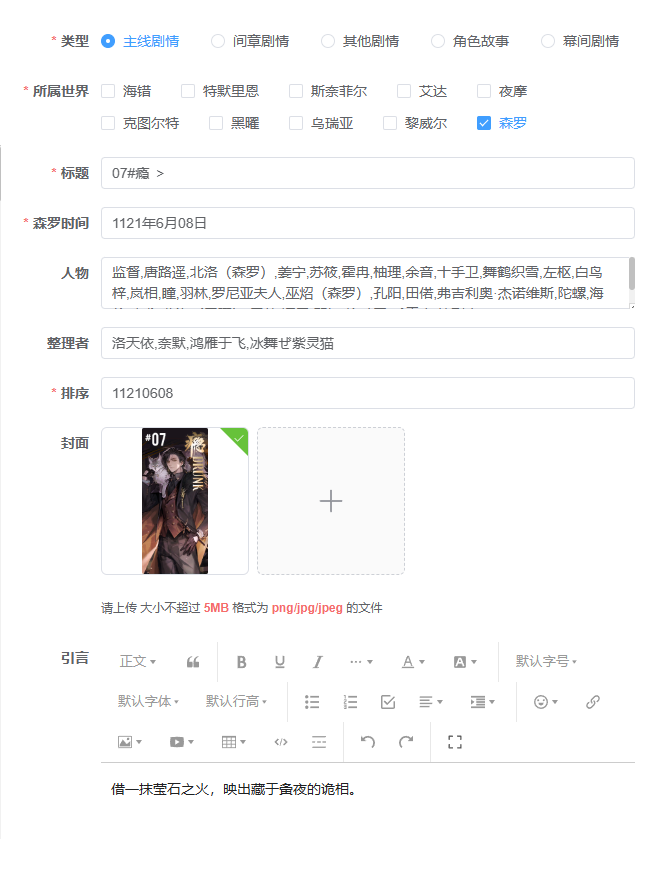 * 类型 主线剧情 间章剧情 其他剧情 角色故事 幕间剧情
* 所属世界 海错 特默里恩 斯奈菲尔 艾达 夜摩
克图尔特 黑曜 乌瑞亚 黎威尔 森罗
* 标题 07#瘾 >
* 森罗时间 1121年6月08日
人物 监督,唐路遥,北洛（森罗）,姜宁,苏筱,霍冉,柚理,余音,十手卫,舞鹤织雪,左枢,白鸟
梓,岚相,瞳,羽林,罗尼亚夫人,巫炤（森罗）,孔阳,田偌,弗吉利奥·杰诺维斯,陀螺,海
整理者 洛天依,奈默,鸿雁于飞,冰舞ぜ紫灵猫
* 排序 11210608
封面
#07
DRUNK
请上传 大小不超过 5MB 格式为 png/jpg/jpeg 的文件
引言 正文 B U I ··· A A 默认字号
默认字体 默认行高
借一抹莹石之火，映出藏于夤夜的诡相。